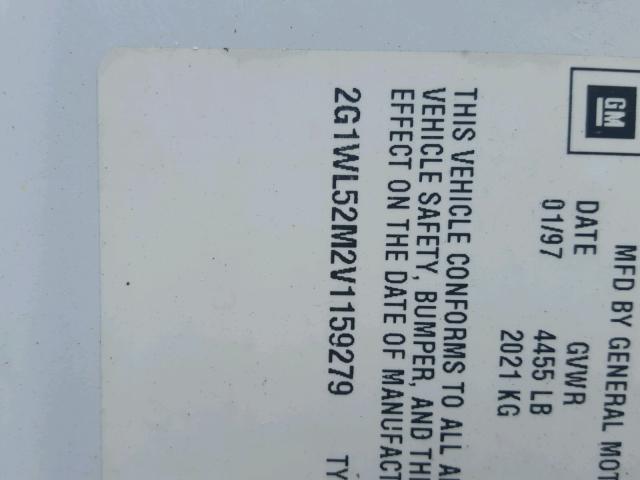 GM
MFD BY GENERAL MOT
DATE GVWR
01/97 4455 LB
2021 KG
THIS VEHICLE CONFORMS TO ALL A
VEHICLE SAFETY, BUMPER, AND THE
EFFECT ON THE DATE OF MANUFACT
2G1WL52M2V1159279 TY